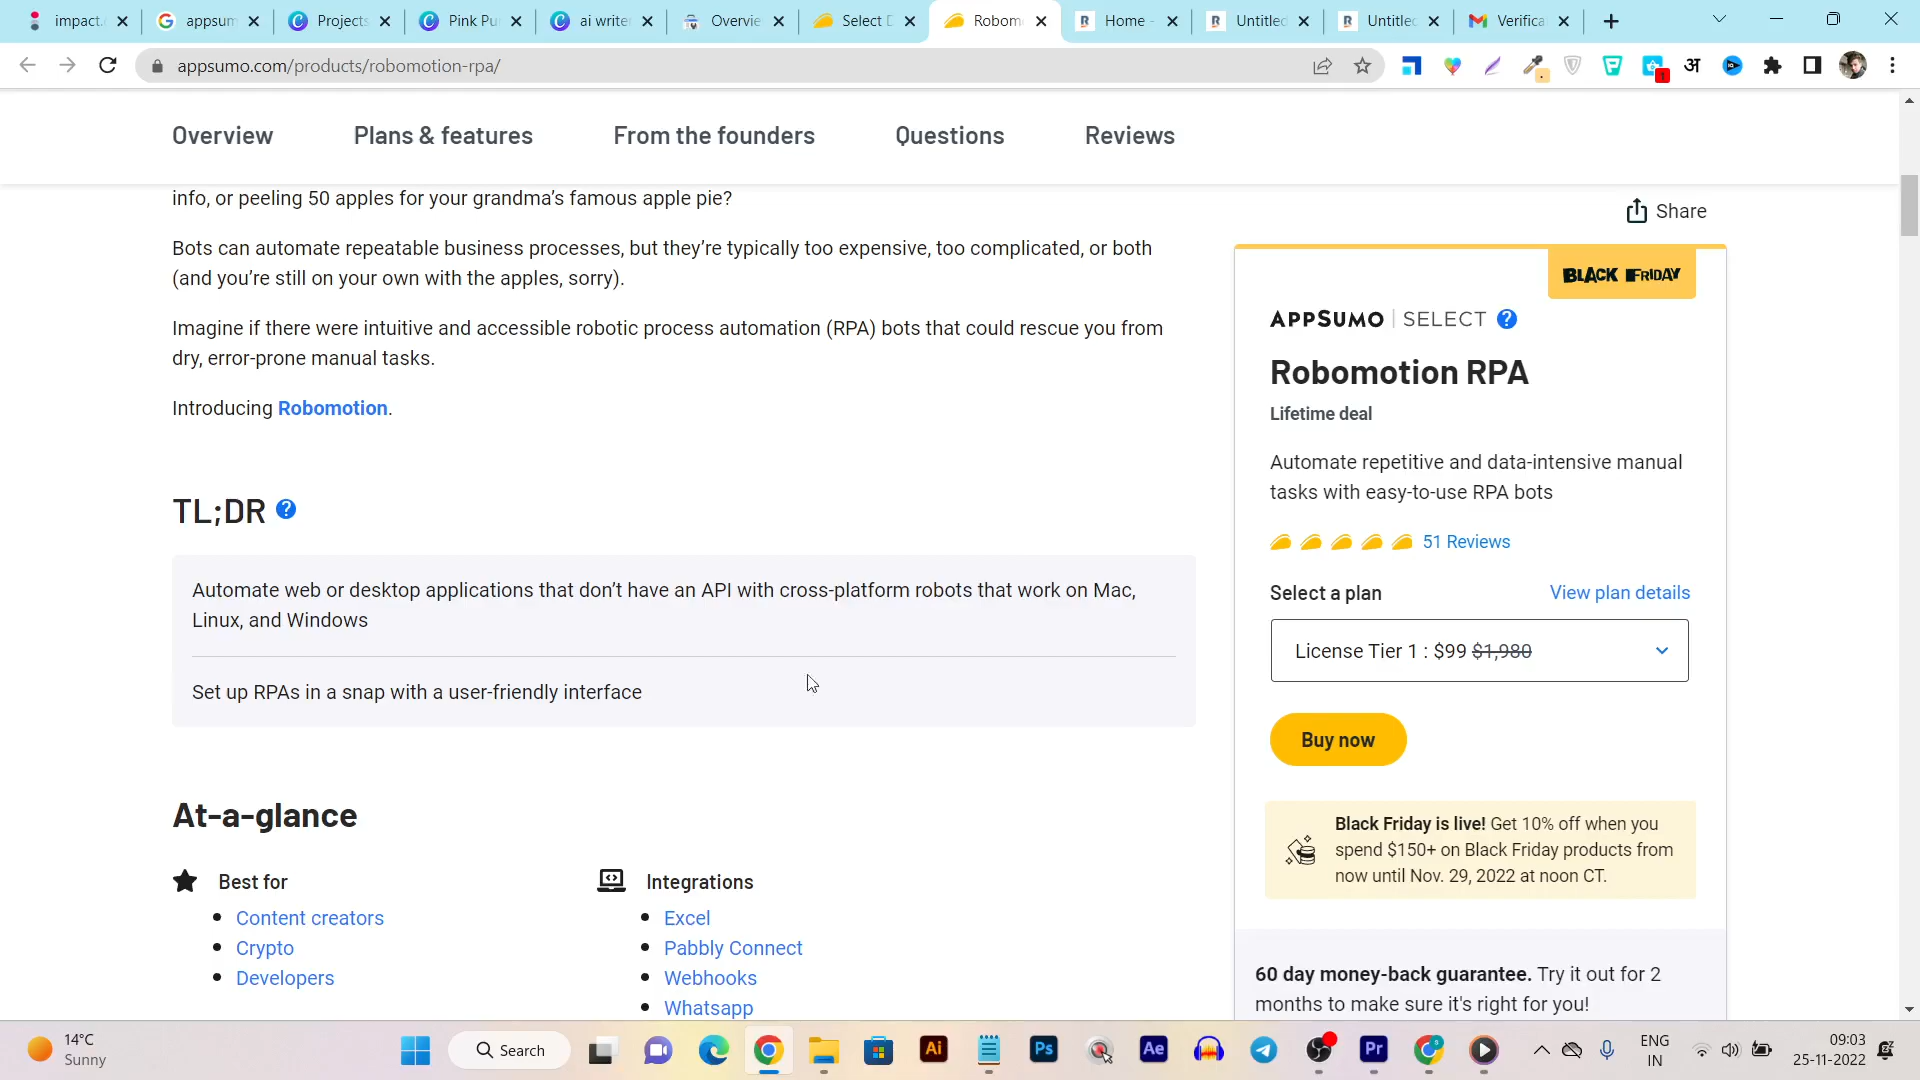 impact.
appsum
Projects
Pink Pu
ai write
Overvie
Select D
Robom
Home -
Untitled
Untitled
Verifica
appsumo.com/products/robomotion-rpa/
अ
1
Overview
Plans & features
From the founders
Questions
Reviews
info, or peeling 50 apples for your grandma's famous apple pie?
Bots can automate repeatable business processes, but they're typically too expensive, too complicated, or both
(and you're still on your own with the apples, sorry).
Imagine if there were intuitive and accessible robotic process automation (RPA) bots that could rescue you from
dry, error-prone manual tasks.
Introducing Robomotion.
TL;DR ?
Automate web or desktop applications that don't have an API with cross-platform robots that work on Mac,
Linux, and Windows
Set up RPAs in a snap with a user-friendly interface
At-a-glance
Best for
Content creators
Crypto
Developers
Integrations
Excel
Pabbly Connect
Webhooks
Whatsapp
Share
BLACK FRIDAY
APPSUMO | SELECT ?
Robomotion RPA
Lifetime deal
Automate repetitive and data-intensive manual
tasks with easy-to-use RPA bots
51 Reviews
Select a plan
View plan details
License Tier 1 : $99 $1,980
Buy now
Black Friday is live! Get 10% off when you
spend $150+ on Black Friday products from
now until Nov. 29, 2022 at noon CT.
60 day money-back guarantee. Try it out for 2
months to make sure it's right for you!
14°C
Sunny
Search
Ai
Ps
Ae
Pr
ENG
IN
09:03
25-11-2022